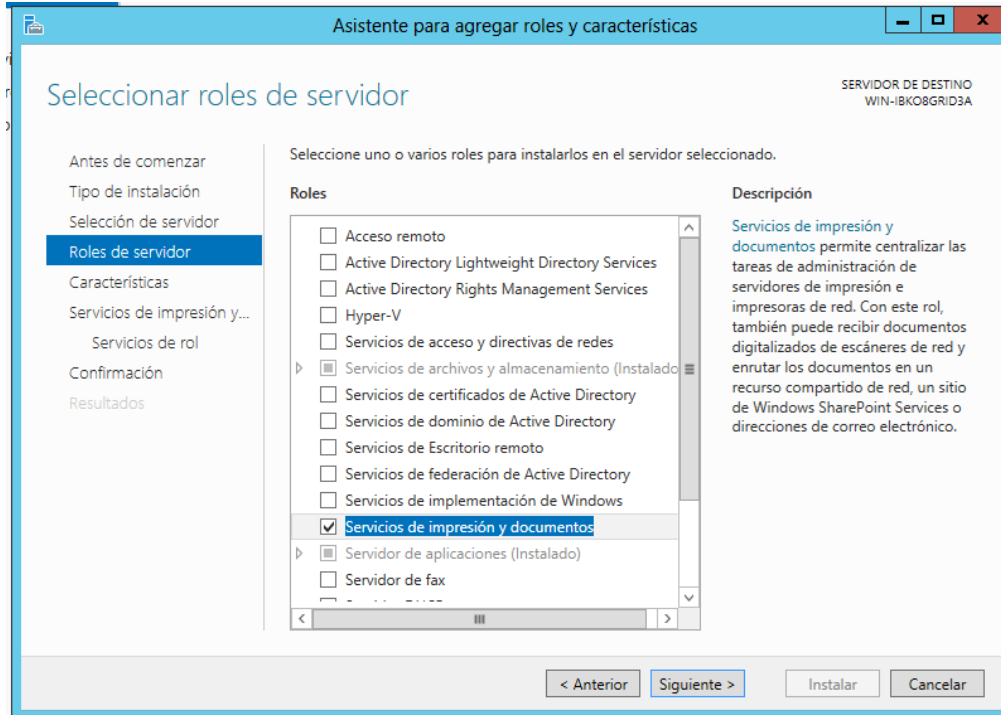 Asistente para agregar roles y características
Seleccionar roles de servidor
SERVIDOR DE DESTINO
WIN-IBKO8GRID3A
Antes de comenzar
Tipo de instalación
Selección de servidor
Roles de servidor
Características
Servicios de impresión y...
Servicios de rol
Confirmación
Resultados
Seleccione uno o varios roles para instalarlos en el servidor seleccionado.
Roles
Acceso remoto
Active Directory Lightweight Directory Services
Active Directory Rights Management Services
Hyper-V
Servicios de acceso y directivas de redes
Servicios de archivos y almacenamiento (Instalado
Servicios de certificados de Active Directory
Servicios de dominio de Active Directory
Servicios de Escritorio remoto
Servicios de federación de Active Directory
Servicios de implementación de Windows
Servicios de impresión y documentos
Servidor de aplicaciones (Instalado)
Servidor de fax
Descripción
Servicios de impresión y
documentos permite centralizar las
tareas de administración de
servidores de impresión e
impresoras de red. Con este rol,
también puede recibir documentos
digitalizados de escáneres de red y
enrutar los documentos en un
recurso compartido de red, un sitio
de Windows SharePoint Services o
direcciones de correo electrónico.
< Anterior
Siguiente >
Instalar
Cancelar